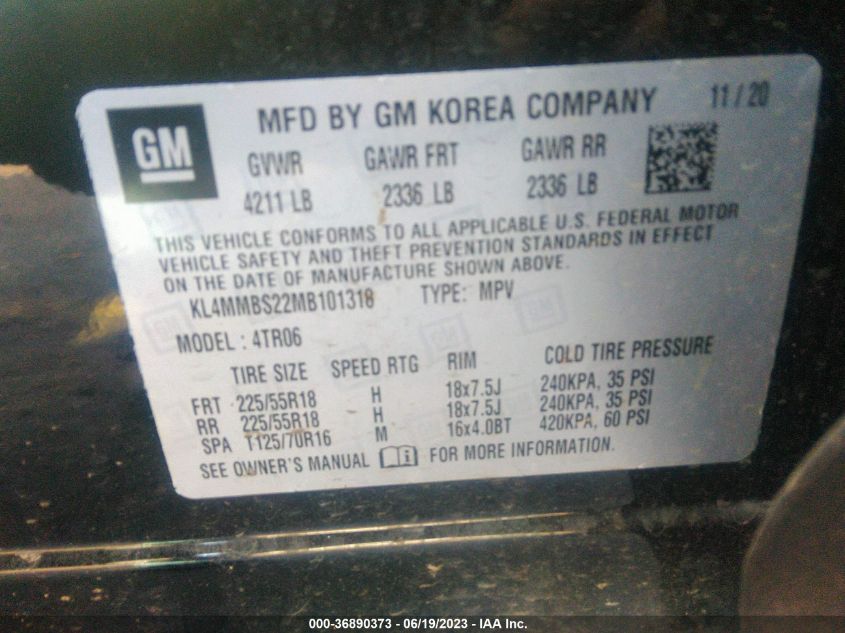 GM
MFD BY GM KOREA COMPANY 11/20
GVWR GAWR FRT GAWR RR
4211 LB 2336 LB 2336 LB
THIS VEHICLE CONFORMS TO ALL APPLICABLE U.S. FEDERAL MOTOR
VEHICLE SAFETY AND THEFT PREVENTION STANDARDS IN EFFECT
ON THE DATE OF MANUFACTURE SHOWN ABOVE.
KL4MMBS22MB101318 TYPE: MPV
MODEL : 4TR06
TIRE SIZE SPEED RTG RIM COLD TIRE PRESSURE
FRT 225/55R18 H 18x7.5J 240KPA, 35 PSI
RR 225/55R18 H 18x7.5J 240KPA, 35 PSI
SPA T125/70R16 M 16x4.0BT 420KPA, 60 PSI
SEE OWNER'S MANUAL FOR MORE INFORMATION.
000-36890373 - 06/19/2023 - IAA Inc.